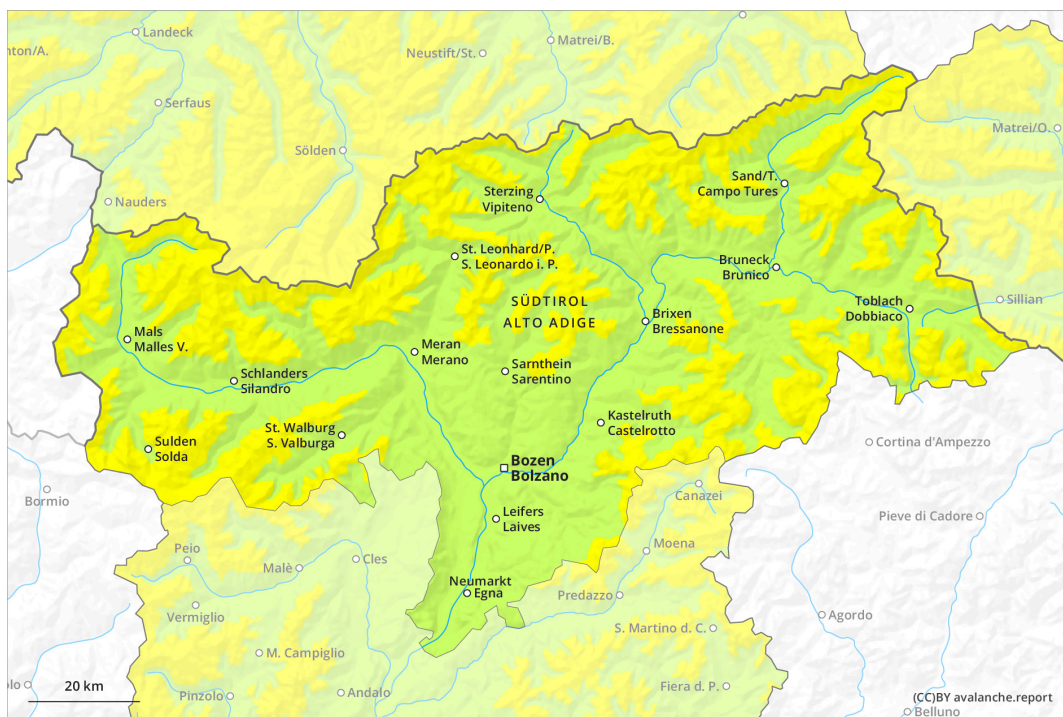 Landeck
nton/A.
Matrei/B.
Neustift/St.
Serfaus
Matrei/O.
Sölden
Sand/T.
Campo Tures
Sterzing
Vipiteno
Nauders
St. Leonhard/P.
S. Leonardo i. P.
Bruneck
Brunico
SÜDTIROL
ALTO ADIGE
Toblach
Dobbiaco
Sillian
Brixen
Bressanone
Mals
Malles V.
Meran
Merano
Sarnthein
Sarentino
Schlanders
Silandro
Kastelruth
Castelrotto
St. Walburg
S. Valburga
Sulden
Solda
Cortina d'Ampezzo
Bozen
Bolzano
Bormio
Canazei
Leifers
Laives
Pieve di Cadore
Peio
Cles
Moena
Malè
Neumarkt
Egna
Predazzo
Vermiglio
Agordo
S. Martino d. C.
M. Campiglio
20 km
olo
Pinzolo
Andalo
Fiera d. P.
(CC)BY avalanche.report
Belluno